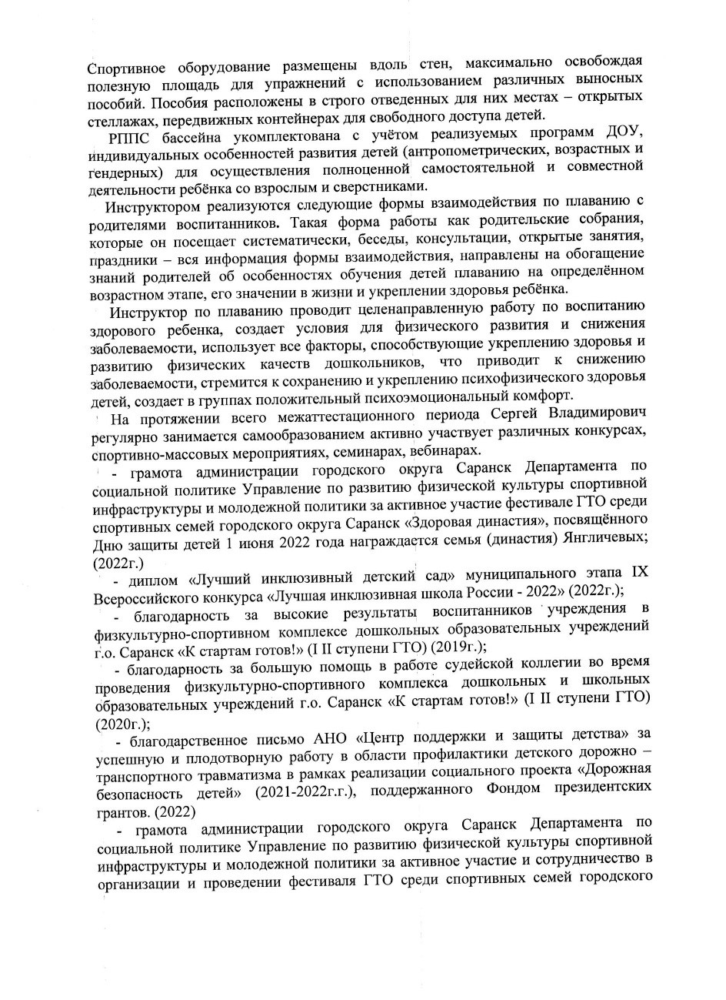 Спортивное оборудование размещены вдоль стен, максимально освобождая
полезную площадь для упражнений с использованием различных выносных
пособий. Пособия расположены в строго отведенных для них местах – открытых
стеллажах, передвижных контейнерах для свободного доступа детей.
РППС бассейна укомплектована с учётом реализуемых программ ДОУ,
индивидуальных особенностей развития детей (антропометрических, возрастных и
гендерных) для осуществления полноценной самостоятельной и совместной
деятельности ребёнка со взрослым и сверстниками.
Инструктором реализуются следующие формы взаимодействия по плаванию с
родителями воспитанников. Такая форма работы как родительские собрания,
которые он посещает систематически, беседы, консультации, открытые занятия,
праздники – вся информация формы взаимодействия, направлены на обогащение
знаний родителей об особенностях обучения детей плаванию на определённом
возрастном этапе, его значении в жизни и укреплении здоровья ребёнка.
Инструктор по плаванию проводит целенаправленную работу по воспитанию
здорового ребенка, создает условия для физического развития и снижения
заболеваемости, использует все факторы, способствующие укреплению здоровья и
развитию физических качеств дошкольников, что приводит к снижению
заболеваемости, стремится к сохранению и укреплению психофизического здоровья
детей, создает в группах положительный психоэмоциональный комфорт.
На протяжении всего межаттестационного периода Сергей Владимирович
регулярно занимается самообразованием активно участвует различных конкурсах,
спортивно-массовых мероприятиях, семинарах, вебинарах.
- грамота администрации городского округа Саранск Департамента по
социальной политике Управление по развитию физической культуры спортивной
инфраструктуры и молодежной политики за активное участие фестивале ГТО среди
спортивных семей городского округа Саранск «Здоровая династия», посвящённого
Дню защиты детей 1 июня 2022 года награждается семья (династия) Янгличевых;
(2022г.)
- диплом «Лучший инклюзивный детский сад» муниципального этапа IX
Всероссийского конкурса «Лучшая инклюзивная школа России - 2022» (2022г.);
- благодарность за высокие результаты воспитанников учреждения в
физкультурно-спортивном комплексе дошкольных образовательных учреждений
г.о. Саранск «К стартам готов!» (I II ступени ГТО) (2019г.);
- благодарность за большую помощь в работе судейской коллегии во время
проведения физкультурно-спортивного комплекса дошкольных и школьных
образовательных учреждений г.о. Саранск «К стартам готов!» (I II ступени ГТО)
(2020г.);
- благодарственное письмо АНО «Центр поддержки и защиты детства» за
успешную и плодотворную работу в области профилактики детского дорожно –
транспортного травматизма в рамках реализации социального проекта «Дорожная
безопасность детей» (2021-2022г.г.), поддержанного Фондом президентских
грантов. (2022)
- грамота администрации городского округа Саранск Департамента по
социальной политике Управление по развитию физической культуры спортивной
инфраструктуры и молодежной политики за активное участие и сотрудничество в
организации и проведении фестиваля ГТО среди спортивных семей городского